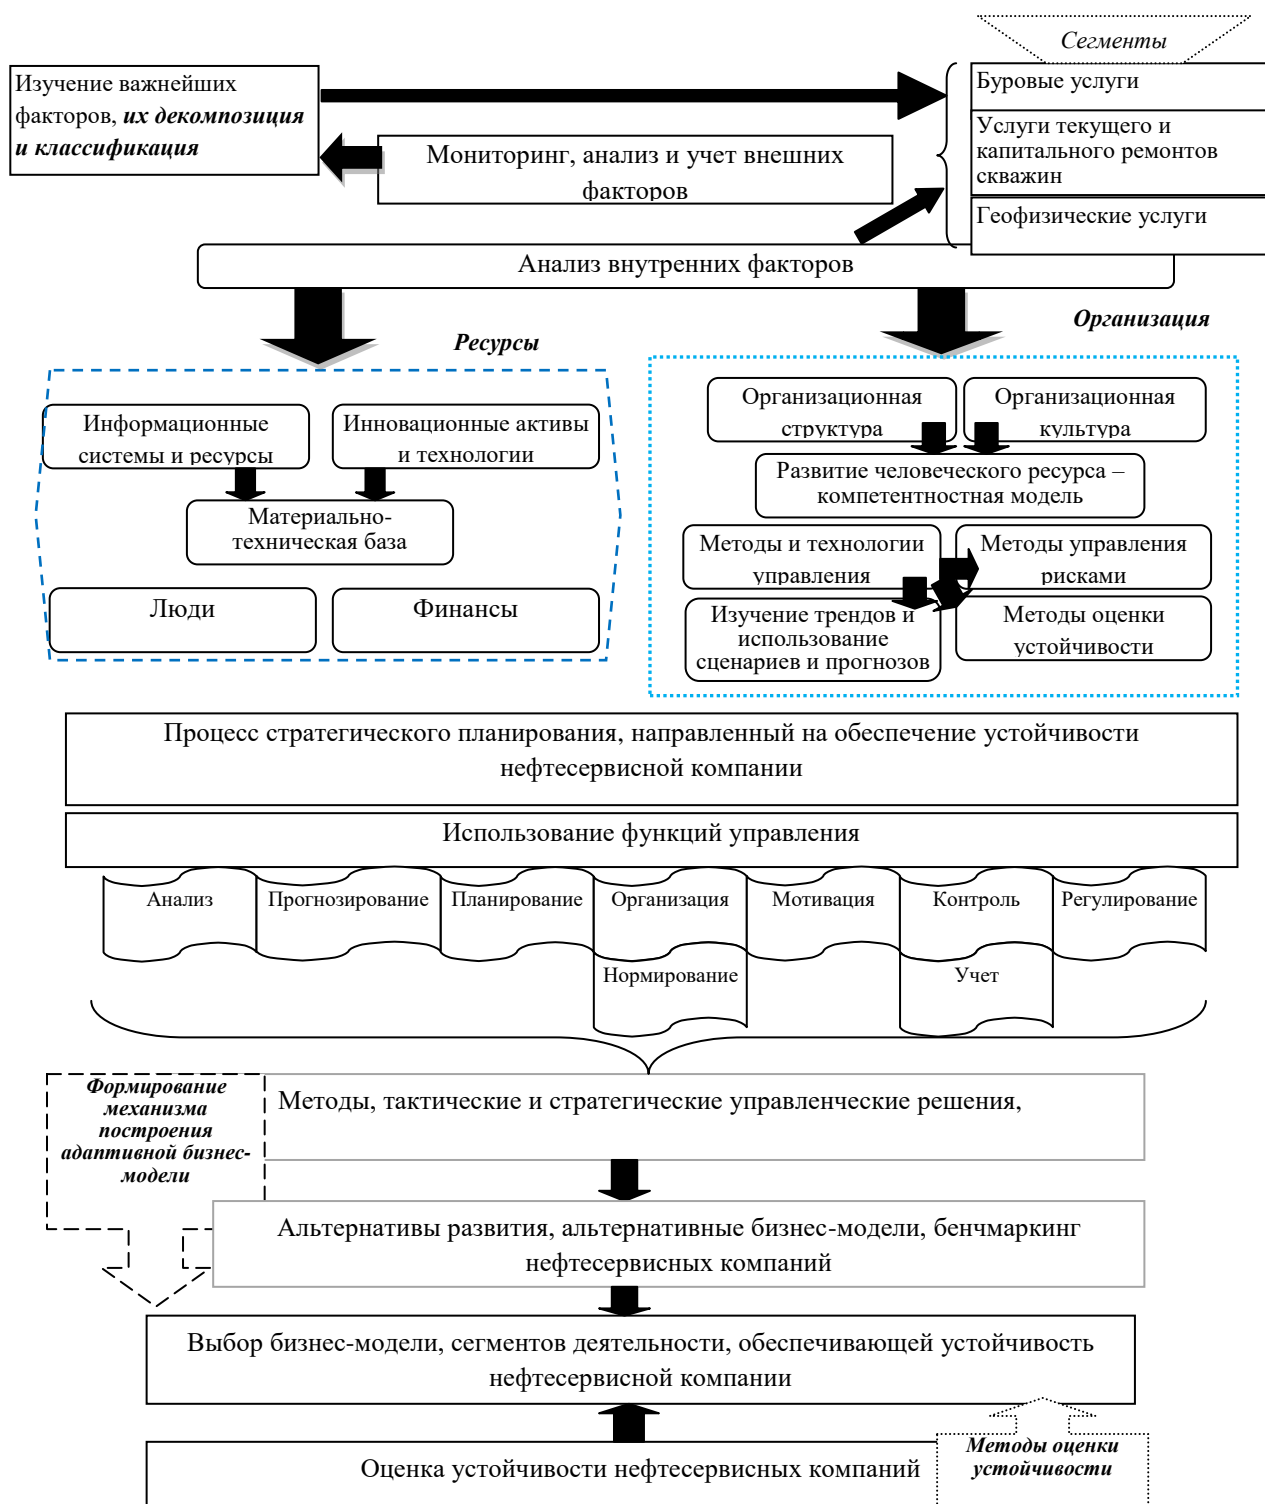 Сегменты
Изучение важнейших
факторов, их декомпозиция
и классификация
Буровые услуги
Услуги текущего и
капитального ремонтов
скважин
Геофизические услуги
Мониторинг, анализ и учет внешних
факторов
Анализ внутренних факторов
Ресурсы
Организация
Информационные
системы и ресурсы
Инновационные активы
и технологии
Материально-
техническая база
Люди
Финансы
Организационная
структура
Организационная
культура
Развитие человеческого ресурса –
компетентностная модель
Методы и технологии
управления
Методы управления
рисками
Изучение трендов и
использование
сценариев и прогнозов
Методы оценки
устойчивости
Процесс стратегического планирования, направленный на обеспечение устойчивости
нефтесервисной компании
Использование функций управления
Анализ
Прогнозирование
Планирование
Организация
Мотивация
Контроль
Регулирование
Нормирование
Учет
Формирование
механизма
построения
адаптивной бизнес-
модели
Методы, тактические и стратегические управленческие решения,
Альтернативы развития, альтернативные бизнес-модели, бенчмаркинг
нефтесервисных компаний
Выбор бизнес-модели, сегментов деятельности, обеспечивающей устойчивость
нефтесервисной компании
Оценка устойчивости нефтесервисных компаний
Методы оценки
устойчивости